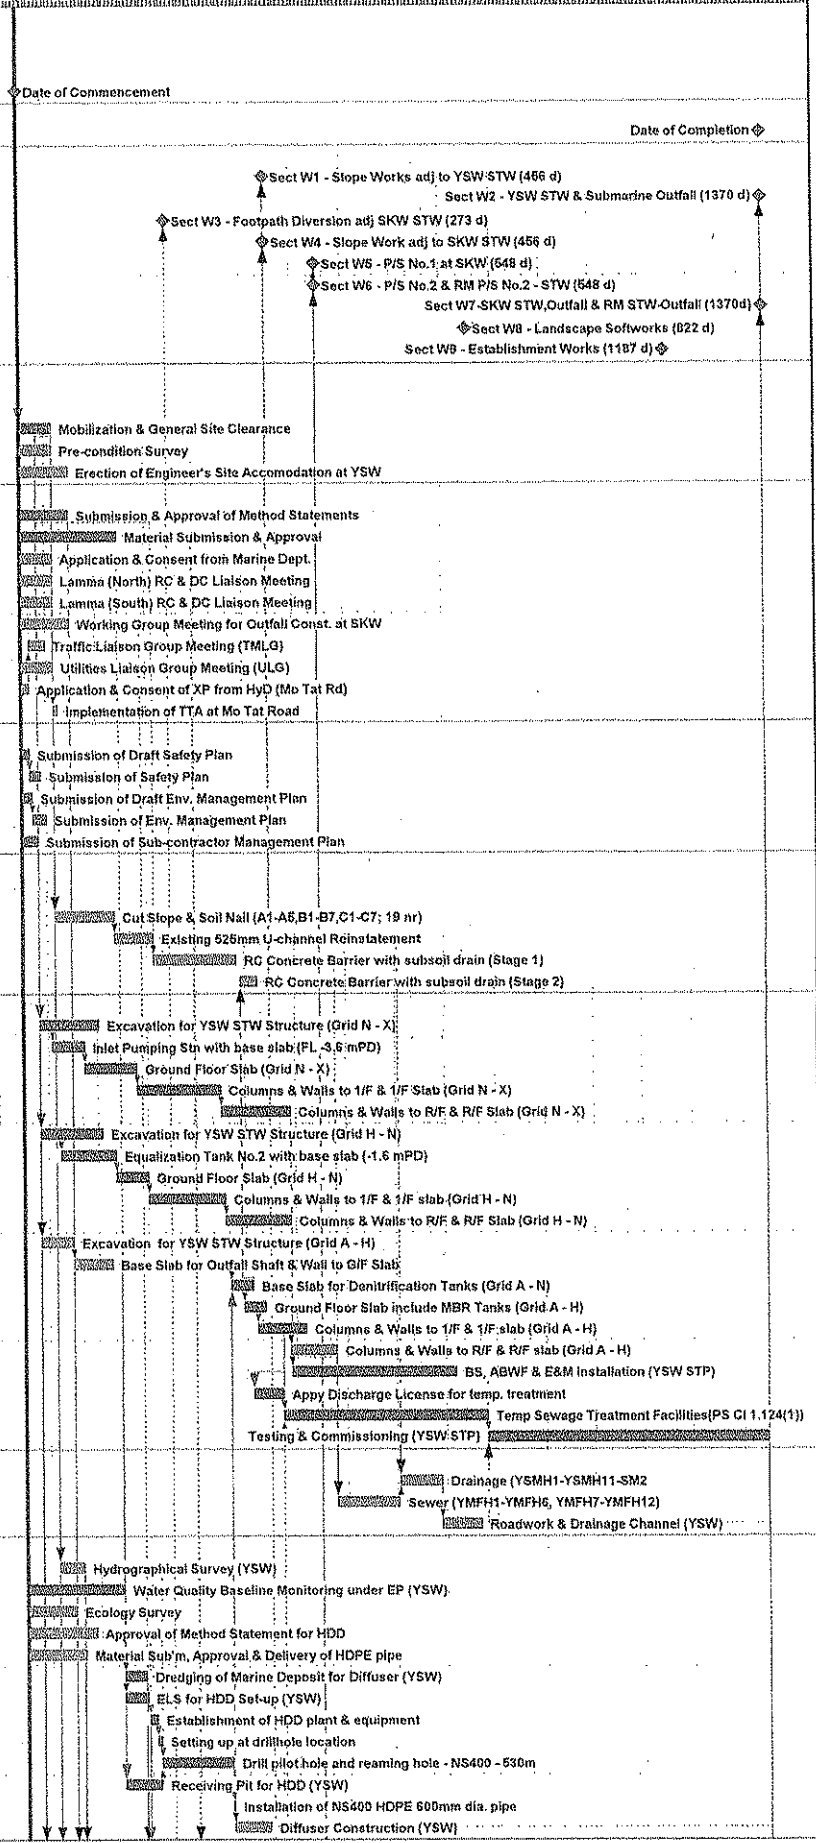 Date of Commencement
Date of Completion
Sect W1 - Slope Works adj to YSW STW (456 d)
Sect W2 - YSW STW & Submarine Outfall (1370 d)
Sect W3 - Footpath Diversion adj SKW STW (273 d)
Sect W4 - Slope Work adj to SKW STW (456 d)
Sect W5 - P/S No.1 at SKW (548 d)
Sect W6 - P/S No.2 & RM P/S No.2 - STW (548 d)
Sect W7-SKW STW,Outfall & RM STW-Outfall (1370d)
Sect W8 - Landscape Softworks (822 d)
Sect W9 - Establishment Works (1187 d)
Mobilization & General Site Clearance
Pre-condition Survey
Erection of Engineer's Site Accomodation at YSW
Submission & Approval of Method Statements
Material Submission & Approval
Application & Consent from Marine Dept.
Lamma (North) RC & DC Liaison Meeting
Lamma (South) RC & DC Liaison Meeting
Working Group Meeting for Outfall Const. at SKW
Traffic Liaison Group Meeting (TMLG)
Utilities Liaison Group Meeting (ULG)
Application & Consent of XP from HyD (Mo Tat Rd)
Implementation of TTA at Mo Tat Road
Submission of Draft Safety Plan
Submission of Safety Plan
Submission of Draft Env. Management Plan
Submission of Env. Management Plan
Submission of Sub-contractor Management Plan
Cut Slope & Soil Nail (A1-A5,B1-B7,C1-C7; 19 nr)
Existing 525mm U-channel Reinstatement
RC Concrete Barrier with subsoil drain (Stage 1)
RC Concrete Barrier with subsoil drain (Stage 2)
Excavation for YSW STW Structure (Grid N - X)
Inlet Pumping Stn with base slab (FL -3.6 mPD)
Ground Floor Slab (Grid N - X)
Columns & Walls to 1/F & 1/F Slab (Grid N - X)
Columns & Walls to R/F & R/F Slab (Grid N - X)
Excavation for YSW STW Structure (Grid H - N)
Equalization Tank No.2 with base slab (-1.6 mPD)
Ground Floor Slab (Grid H - N)
Columns & Walls to 1/F & 1/F slab (Grid H - N)
Columns & Walls to R/F & R/F Slab (Grid H - N)
Excavation for YSW STW Structure (Grid A - H)
Base Slab for Outfall Shaft & Wall to G/F Slab
Base Slab for Denitrification Tanks (Grid A - N)
Ground Floor Slab include MBR Tanks (Grid A - H)
Columns & Walls to 1/F & 1/F slab (Grid A - H)
Columns & Walls to R/F & R/F slab (Grid A - H)
BS, ABWF & E&M Installation (YSW STP)
Appy Discharge License for temp. treatment
Temp Sewage Treatment Facilities(PS Cl 1.124(1))
Testing & Commissioning (YSW STP)
Drainage (YSMH1-YSMH11-SM2
Sewer (YMFH1-YMFH6, YMFH7-YMFH12)
Roadwork & Drainage Channel (YSW)
Hydrographical Survey (YSW)
Water Quality Baseline Monitoring under EP (YSW)
Ecology Survey
Approval of Method Statement for HDD
Material Sub'm, Approval & Delivery of HDPE pipe
Dredging of Marine Deposit for Diffuser (YSW)
ELS for HDD Set-up (YSW)
Establishment of HDD plant & equipment
Setting up at drillhole location
Drill pilot hole and reaming hole - NS400 - 530m
Receiving Pit for HDD (YSW)
Installation of NS400 HDPE 600mm dia. pipe
Diffuser Construction (YSW)